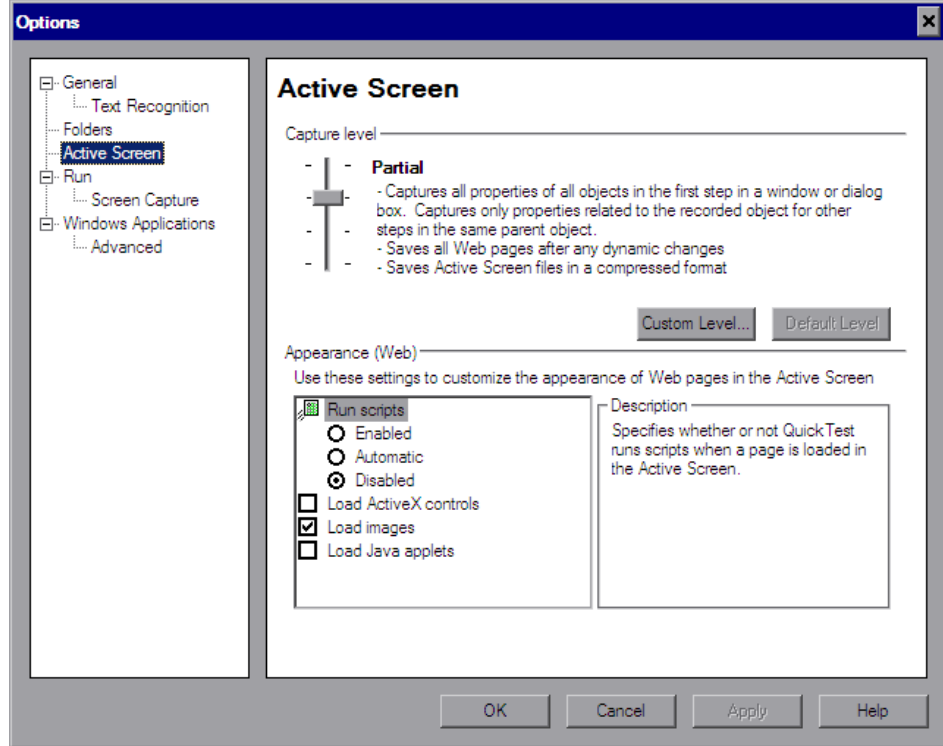 Options
General
Text Recognition
Folders
Active Screen
Run
Screen Capture
Windows Applications
Advanced
Active Screen
Capture level
Partial
- Captures all properties of all objects in the first step in a window or dialog
box. Captures only properties related to the recorded object for other
steps in the same parent object.
- Saves all Web pages after any dynamic changes
- Saves Active Screen files in a compressed format
Custom Level...
Default Level
Appearance (Web)
Use these settings to customize the appearance of Web pages in the Active Screen
Run scripts
Enabled
Automatic
Disabled
Load ActiveX controls
Load images
Load Java applets
Description
Specifies whether or not QuickTest
runs scripts when a page is loaded in
the Active Screen.
OK
Cancel
Apply
Help